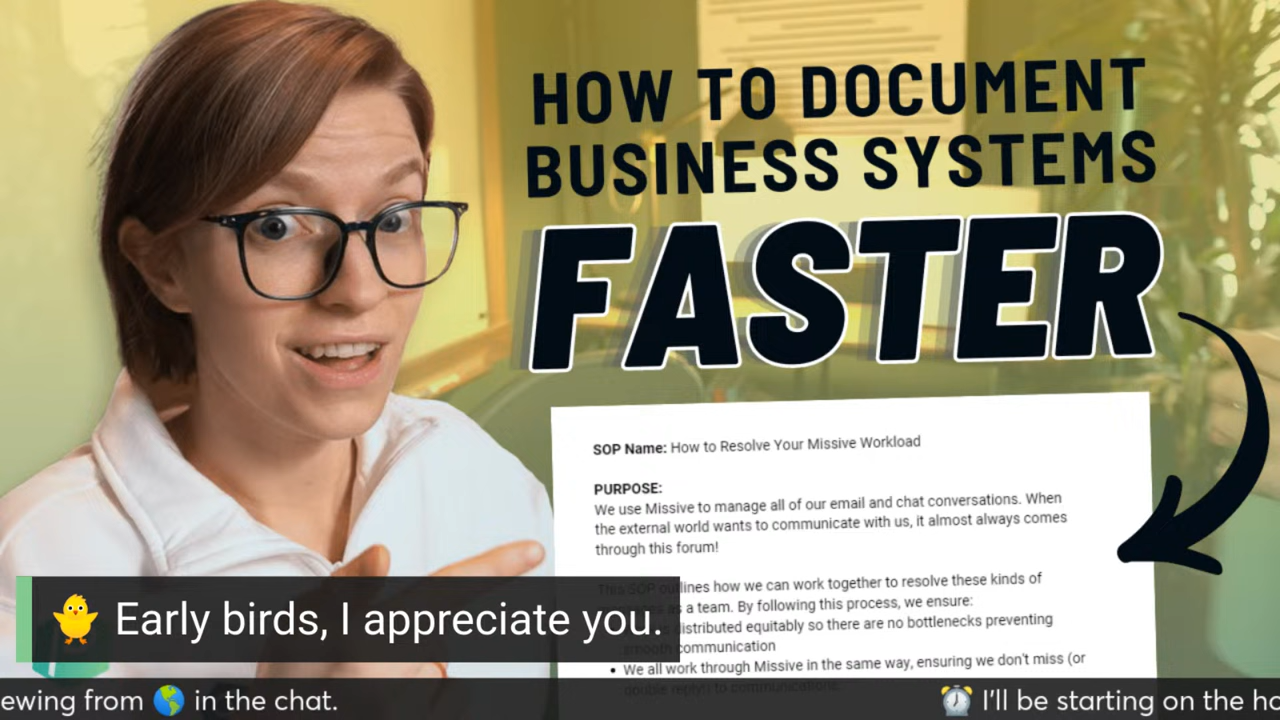 HOW TO DOCUMENT
BUSINESS SYSTEMS
FASTER
SOP Name: How to Resolve Your Missive Workload
PURPOSE:
We use Missive to manage all of our email and chat conversations. When
the external world wants to communicate with us, it almost always comes
through this forum!
This SOP outlines how we can work together to resolve these kinds of
as a team. By following this process, we ensure:
distributed equitably so there are no bottlenecks preventing
smooth communication
• We all work through Missive in the same way, ensuring we don't miss (or
double reply) to communications.
🐥 Early birds, I appreciate you.
ewing from 🌎 in the chat.
⏰ I'll be starting on the ho